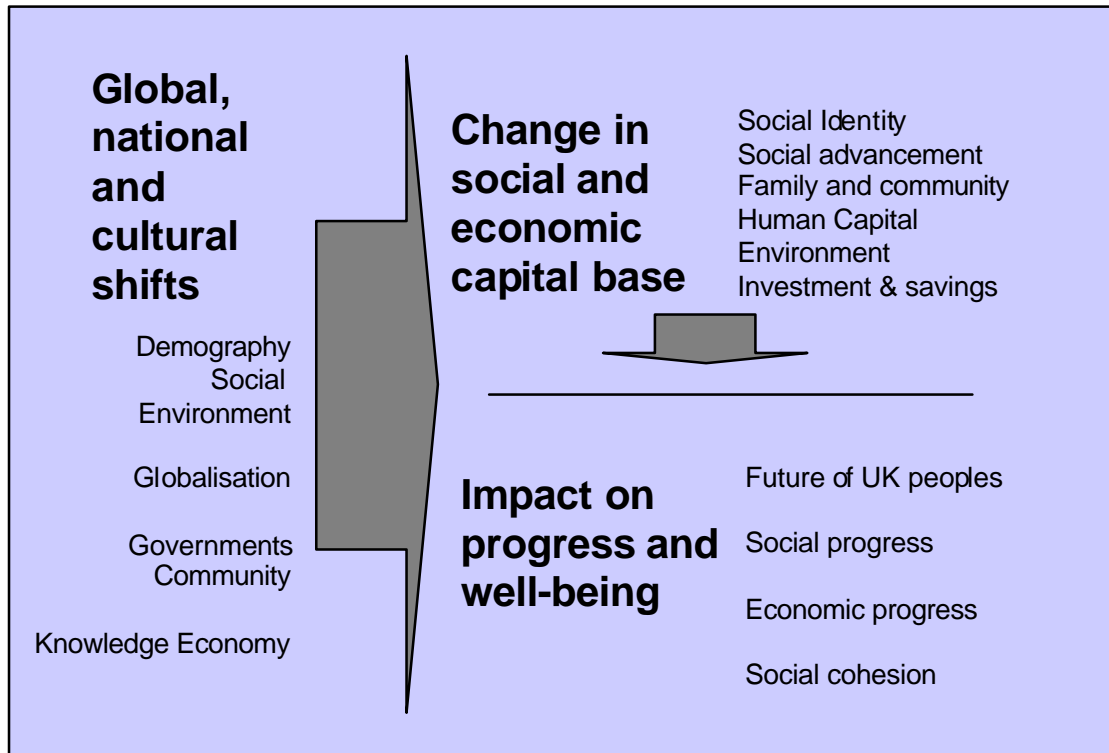 Global,
national
and
cultural
shifts
Demography
Social
Environment
Globalisation
Governments
Community
Knowledge Economy
Change in
social and
economic
capital base
Social Identity
Social advancement
Family and community
Human Capital
Environment
Investment & savings
Impact on
progress and
well-being
Future of UK peoples
Social progress
Economic progress
Social cohesion